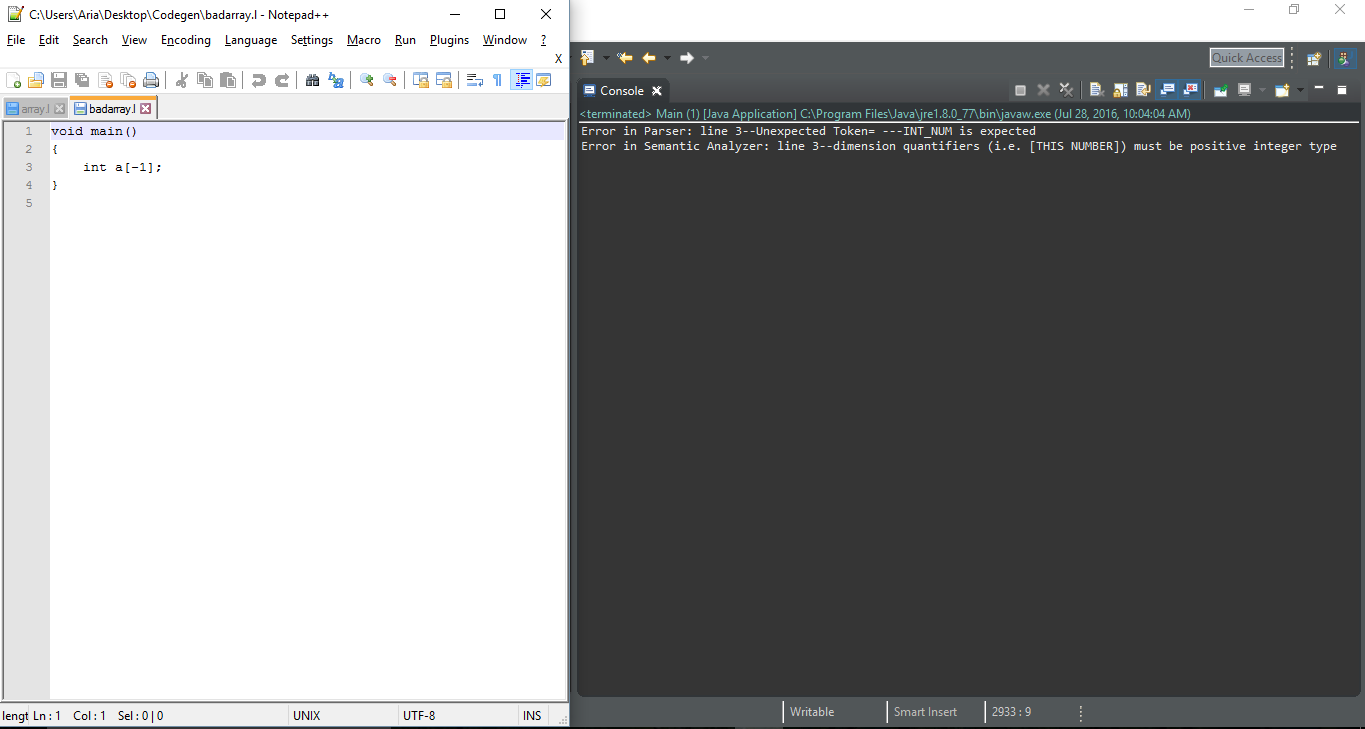 C:\Users\Aria\Desktop\Codegen\badarray.l - Notepad++
File Edit Search View Encoding Language Settings Macro Run Plugins Window ?
X
array.l badarray.l
1 void main()
2 {
3 int a[-1];
4 }
5
lengt Ln : 1 Col : 1 Sel : 0 | 0 UNIX UTF-8 INS
Quick Access
Console
<terminated> Main (1) [Java Application] C:\Program Files\Java\jre1.8.0_77\bin\javaw.exe (Jul 28, 2016, 10:04:04 AM)
Error in Parser: line 3--Unexpected Token= ---INT_NUM is expected
Error in Semantic Analyzer: line 3--dimension quantifiers (i.e. [THIS NUMBER]) must be positive integer type
Writable Smart Insert 2933 : 9